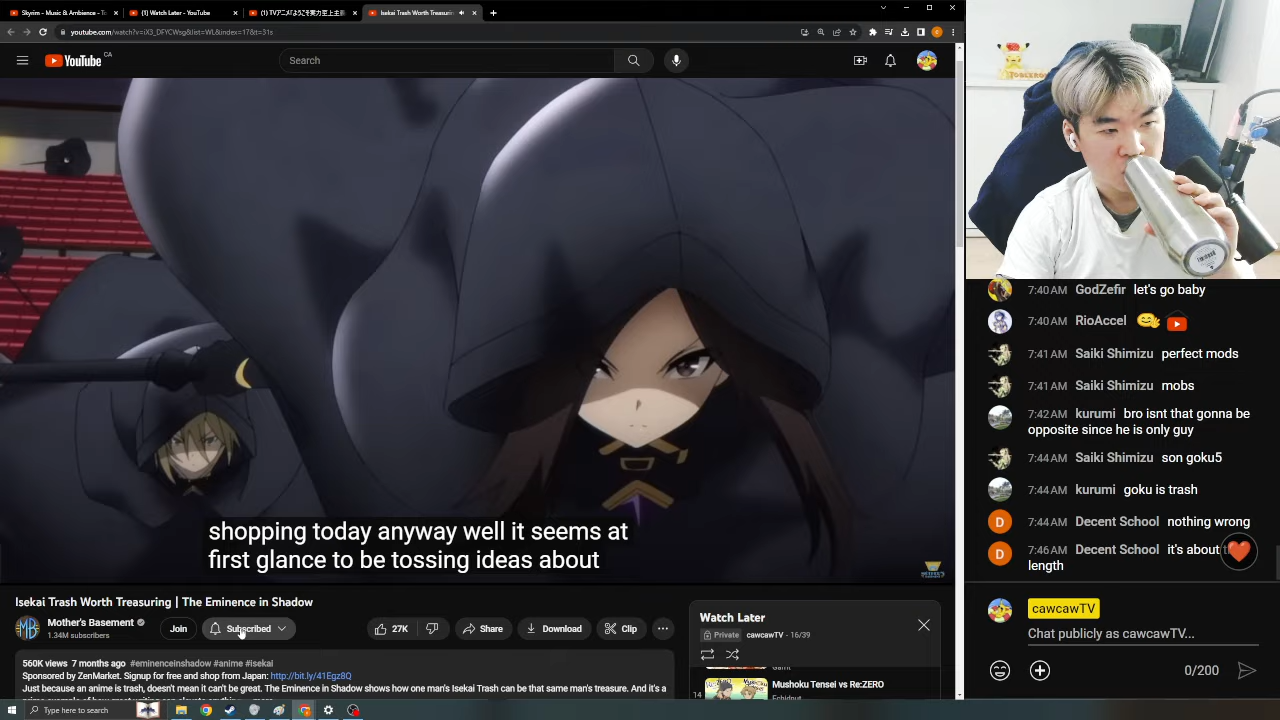 Skyrim - Music & Ambience - T
(1) Watch Later - YouTube
(1) TVアニメ『ようこそ実力至上主義
Isekai Trash Worth Treasurin
youtube.com/watch?v=iX3_DFYCWsg&list=WL&index=17&t=31s
YouTube CA
Search
shopping today anyway well it seems at
first glance to be tossing ideas about
Isekai Trash Worth Treasuring | The Eminence in Shadow
MB
Mother's Basement
1.34M subscribers
Join
Subscribed
27K
Share
Download
Clip
560K views 7 months ago #eminenceinshadow #anime #isekai
Sponsored by ZenMarket. Signup for free and shop from Japan: http://bit.ly/41Egz8Q
Just because an anime is trash, doesn't mean it can't be great. The Eminence in Shadow shows how one man's Isekai Trash can be that same man's treasure. And it's a
Watch Later
Private cawcawTV - 16/39
14
Mushoku Tensei vs Re:ZERO
Echidnut
7:40 AM GodZefir let's go baby
7:40 AM RioAccel
7:41 AM Saiki Shimizu perfect mods
7:41 AM Saiki Shimizu mobs
7:42 AM kurumi bro isnt that gonna be
opposite since he is only guy
7:44 AM Saiki Shimizu son goku5
7:44 AM kurumi goku is trash
D
7:44 AM Decent School nothing wrong
D
7:46 AM Decent School it's about
length
cawcawTV
Chat publicly as cawcawTV...
0/200
Type here to search